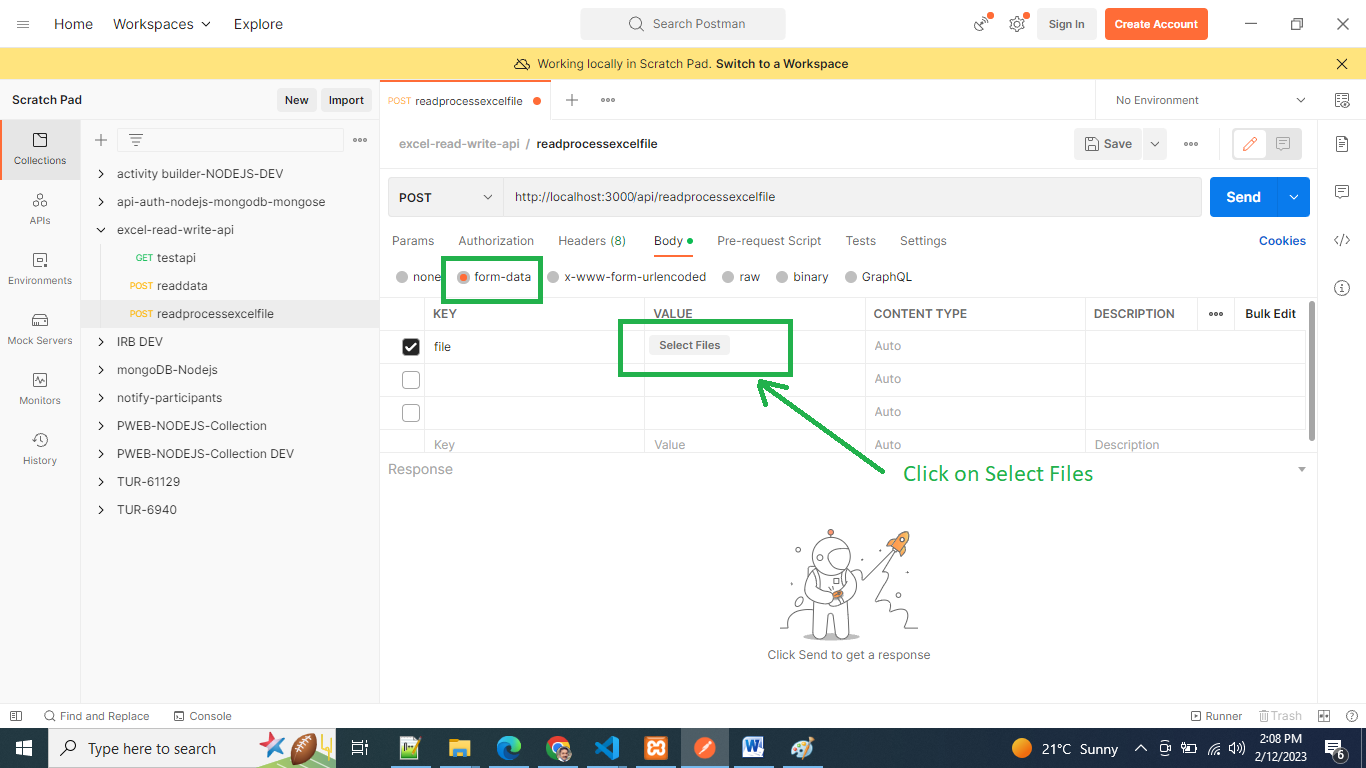 Home Workspaces Explore Search Postman Sign In Create Account
Working locally in Scratch Pad. Switch to a Workspace
Scratch Pad New Import
POST readprocessexcelfile No Environment
Collections
APIs
Environments
Mock Servers
Monitors
History
activity builder-NODEJS-DEV
api-auth-nodejs-mongodb-mongose
excel-read-write-api
GET testapi
POST readdata
POST readprocessexcelfile
IRB DEV
mongoDB-Nodejs
notify-participants
PWEB-NODEJS-Collection
PWEB-NODEJS-Collection DEV
TUR-61129
TUR-6940
excel-read-write-api / readprocessexcelfile Save
POST http://localhost:3000/api/readprocessexcelfile Send
Params Authorization Headers (8) Body Pre-request Script Tests Settings Cookies
none form-data x-www-form-urlencoded raw binary GraphQL
KEY VALUE CONTENT TYPE DESCRIPTION Bulk Edit
file Select Files Auto
Auto
Auto
Key Value Auto Description
Response
Click on Select Files
Click Send to get a response
Find and Replace Console Runner Trash
Type here to search 21°C Sunny 2:08 PM
2/12/2023 6